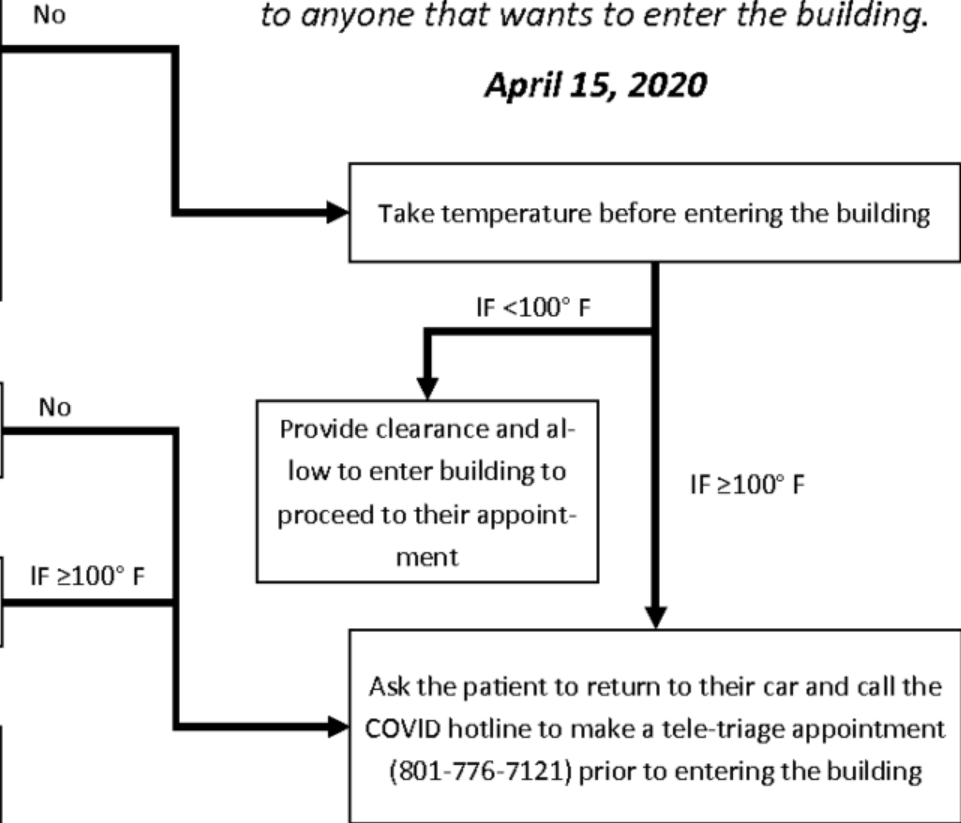 No
to anyone that wants to enter the building.
April 15, 2020
Take temperature before entering the building
IF <100° F
No
Provide clearance and al-
low to enter building to
proceed to their appoint-
ment
IF ≥100° F
IF ≥100° F
Ask the patient to return to their car and call the
COVID hotline to make a tele-triage appointment
(801-776-7121) prior to entering the building